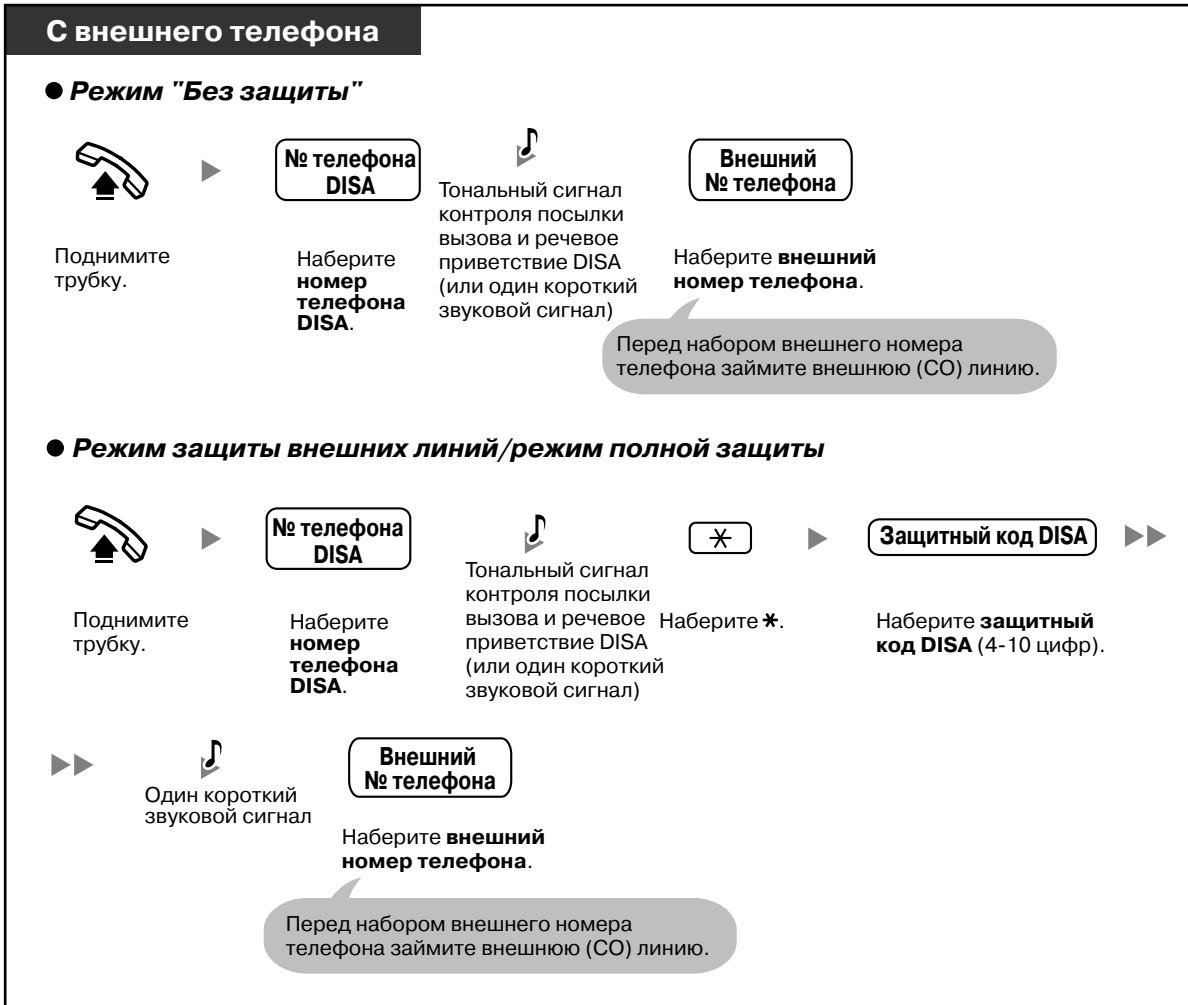 С внешнего телефона
● Режим "Без защиты"
№ телефона
DISA
Внешний
№ телефона
Поднимите
трубку.
Наберите
номер
телефона
DISA.
Тональный сигнал
контроля посылки
вызова и речевое
приветствие DISA
(или один короткий
звуковой сигнал)
Наберите внешний
номер телефона.
Перед набором внешнего номера
телефона займите внешнюю (CO) линию.
● Режим защиты внешних линий/режим полной защиты
№ телефона
DISA
Защитный код DISA
Поднимите
трубку.
Наберите
номер
телефона
DISA.
Тональный сигнал
контроля посылки
вызова и речевое
приветствие DISA
(или один короткий
звуковой сигнал)
Наберите *.
Наберите защитный
код DISA (4-10 цифр).
Один короткий
звуковой сигнал
Внешний
№ телефона
Наберите внешний
номер телефона.
Перед набором внешнего номера
телефона займите внешнюю (CO) линию.